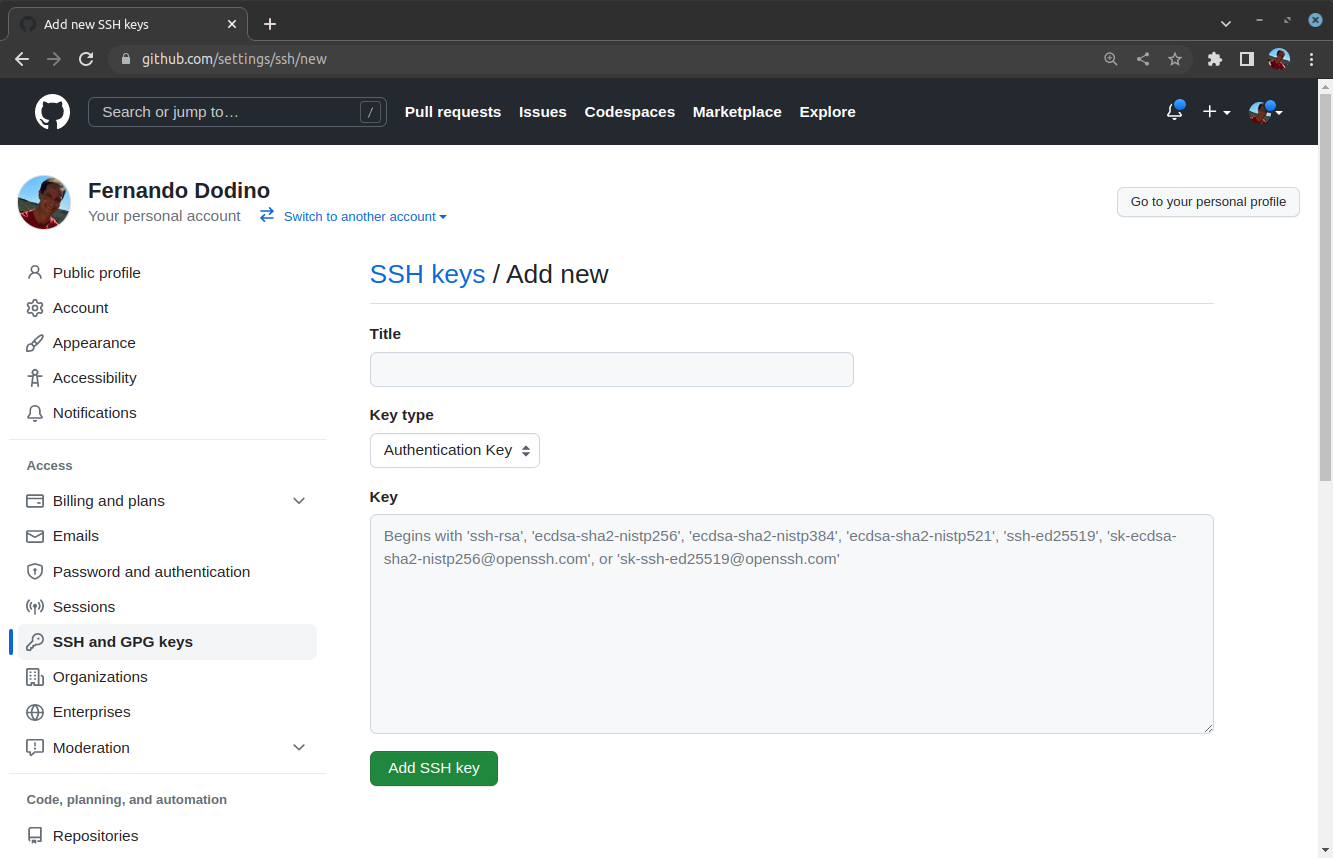 Add new SSH keys
github.com/settings/ssh/new
Search or jump to… /
Pull requests Issues Codespaces Marketplace Explore
Fernando Dodino
Your personal account Switch to another account
Go to your personal profile
Public profile
Account
Appearance
Accessibility
Notifications
Access
Billing and plans
Emails
Password and authentication
Sessions
SSH and GPG keys
Organizations
Enterprises
Moderation
Code, planning, and automation
Repositories
SSH keys / Add new
Title
Key type
Authentication Key
Key
Begins with 'ssh-rsa', 'ecdsa-sha2-nistp256', 'ecdsa-sha2-nistp384', 'ecdsa-sha2-nistp521', 'ssh-ed25519', 'sk-ecdsa-
sha2-nistp256@openssh.com', or 'sk-ssh-ed25519@openssh.com'
Add SSH key